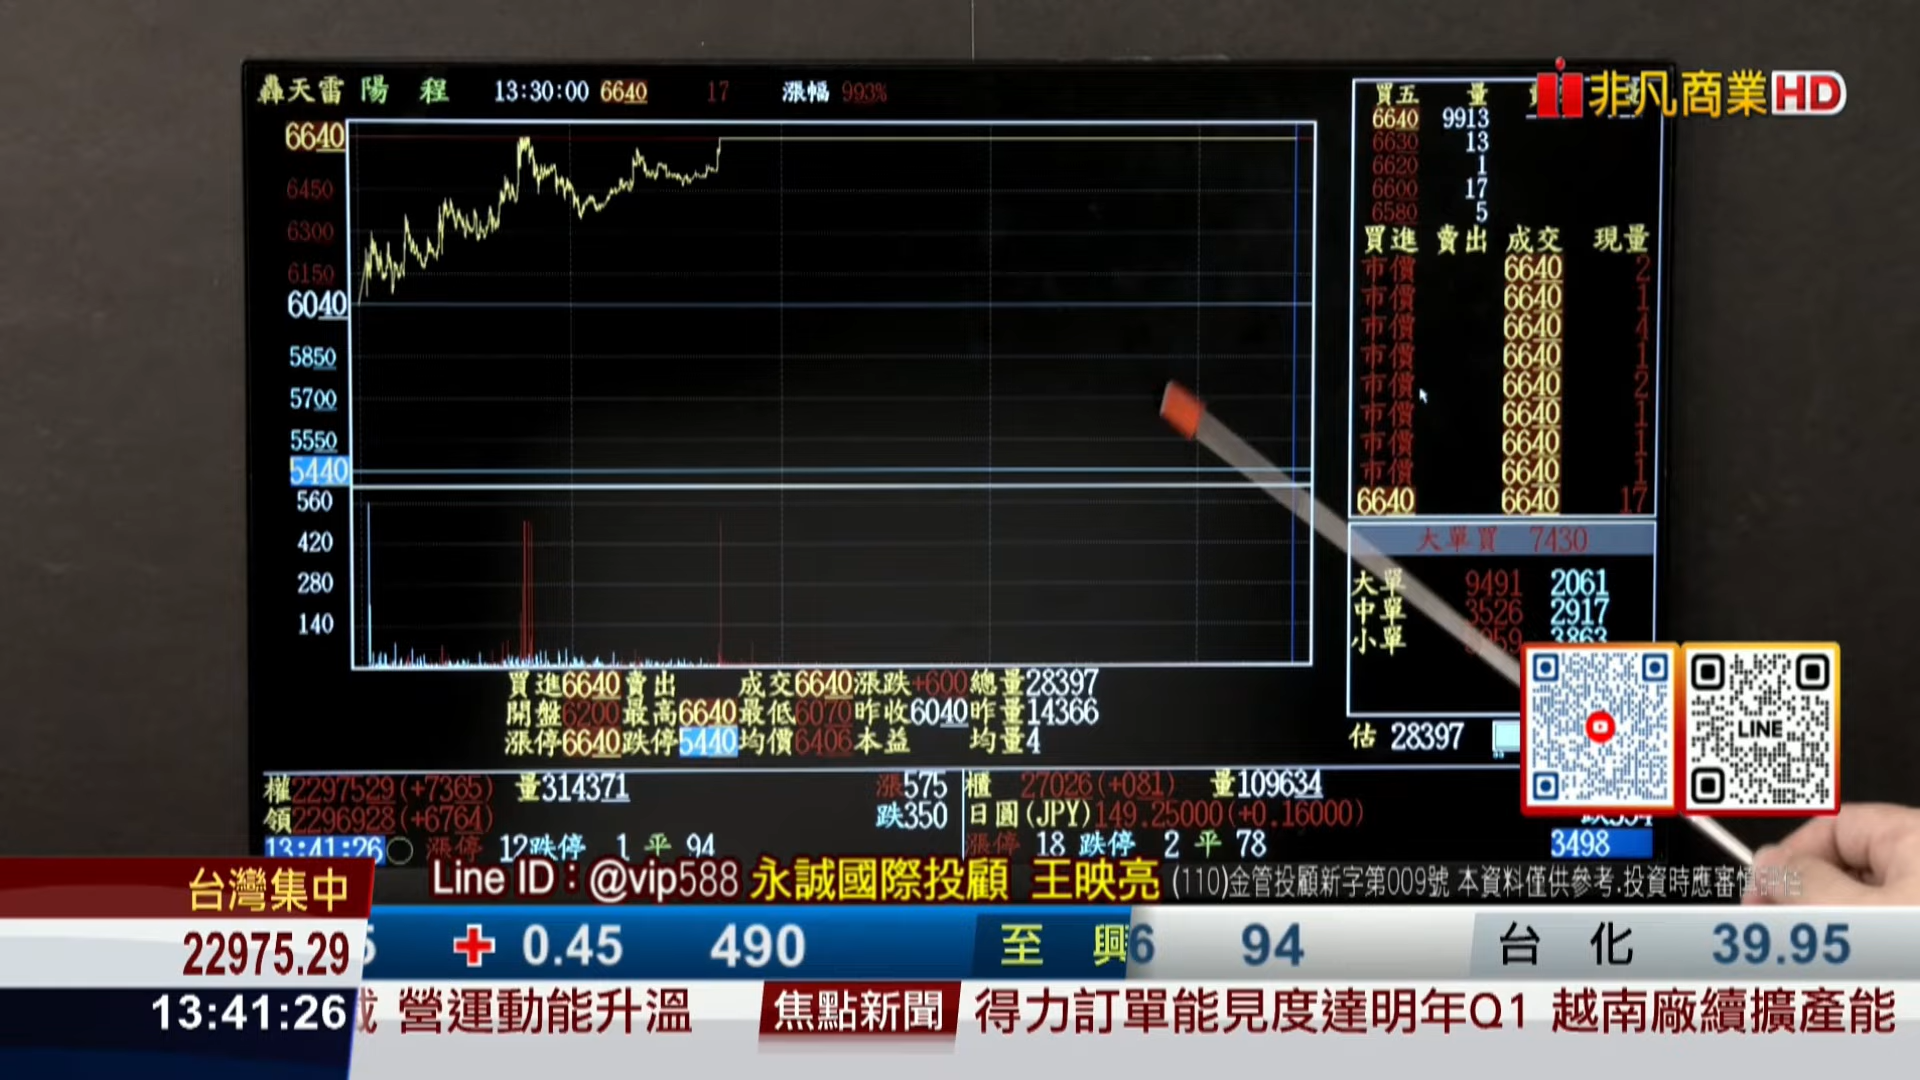 轟天雷 陽 程 13:30:00 6640 17 漲幅 993%
6640
6450
6300
6150
6040
5850
5700
5550
5440
560
420
280
140
買五 量
6640 9913
6630 13
6620 1
6600 17
6580 5
買進 賣出 成交 現量
市價 6640 2
市價 6640 1
市價 6640 4
市價 6640 1
市價 6640 2
市價 6640 1
市價 6640 1
市價 6640 1
6640 6640 17
大單買 7430
大單 9491 2061
中單 3526 2917
小單 3863
估 28397
買進6640賣出 成交6640漲跌+600總量28397
開盤6200最高6640最低6070昨收6040昨量14366
漲停6640跌停5440均價6406本益 均量4
權2297529(+7365) 量314371 漲575
領2296928(+6764) 跌350
13:41:26 漲停 12跌停 1 平 94
櫃 27026(+081) 量109634
日圓(JPY)149.25000(+0.16000)
漲停 18 跌停 2 平 78 3498
非凡商業HD
LINE
Line ID：@vip588 永誠國際投顧 王映亮 (110)金管投顧新字第009號 本資料僅供參考.投資時應審慎評估
台灣集中
22975.29
13:41:26
+ 0.45 490 至 興 6 94 台 化 39.95
營運動能升溫 焦點新聞 得力訂單能見度達明年Q1 越南廠續擴產能